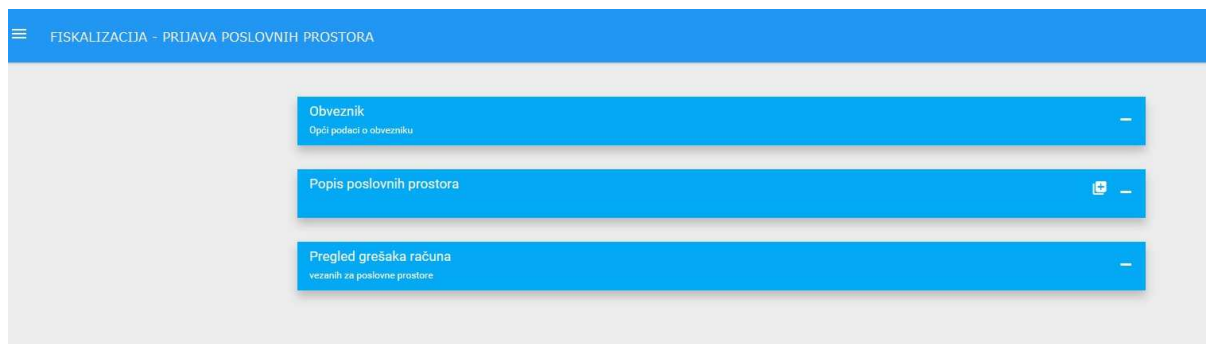 FISKALIZACIJA - PRIJAVA POSLOVNIH PROSTORA
Obveznik
Opći podaci o obvezniku
Popis poslovnih prostora
Pregled grešaka računa
vezanih za poslovne prostore